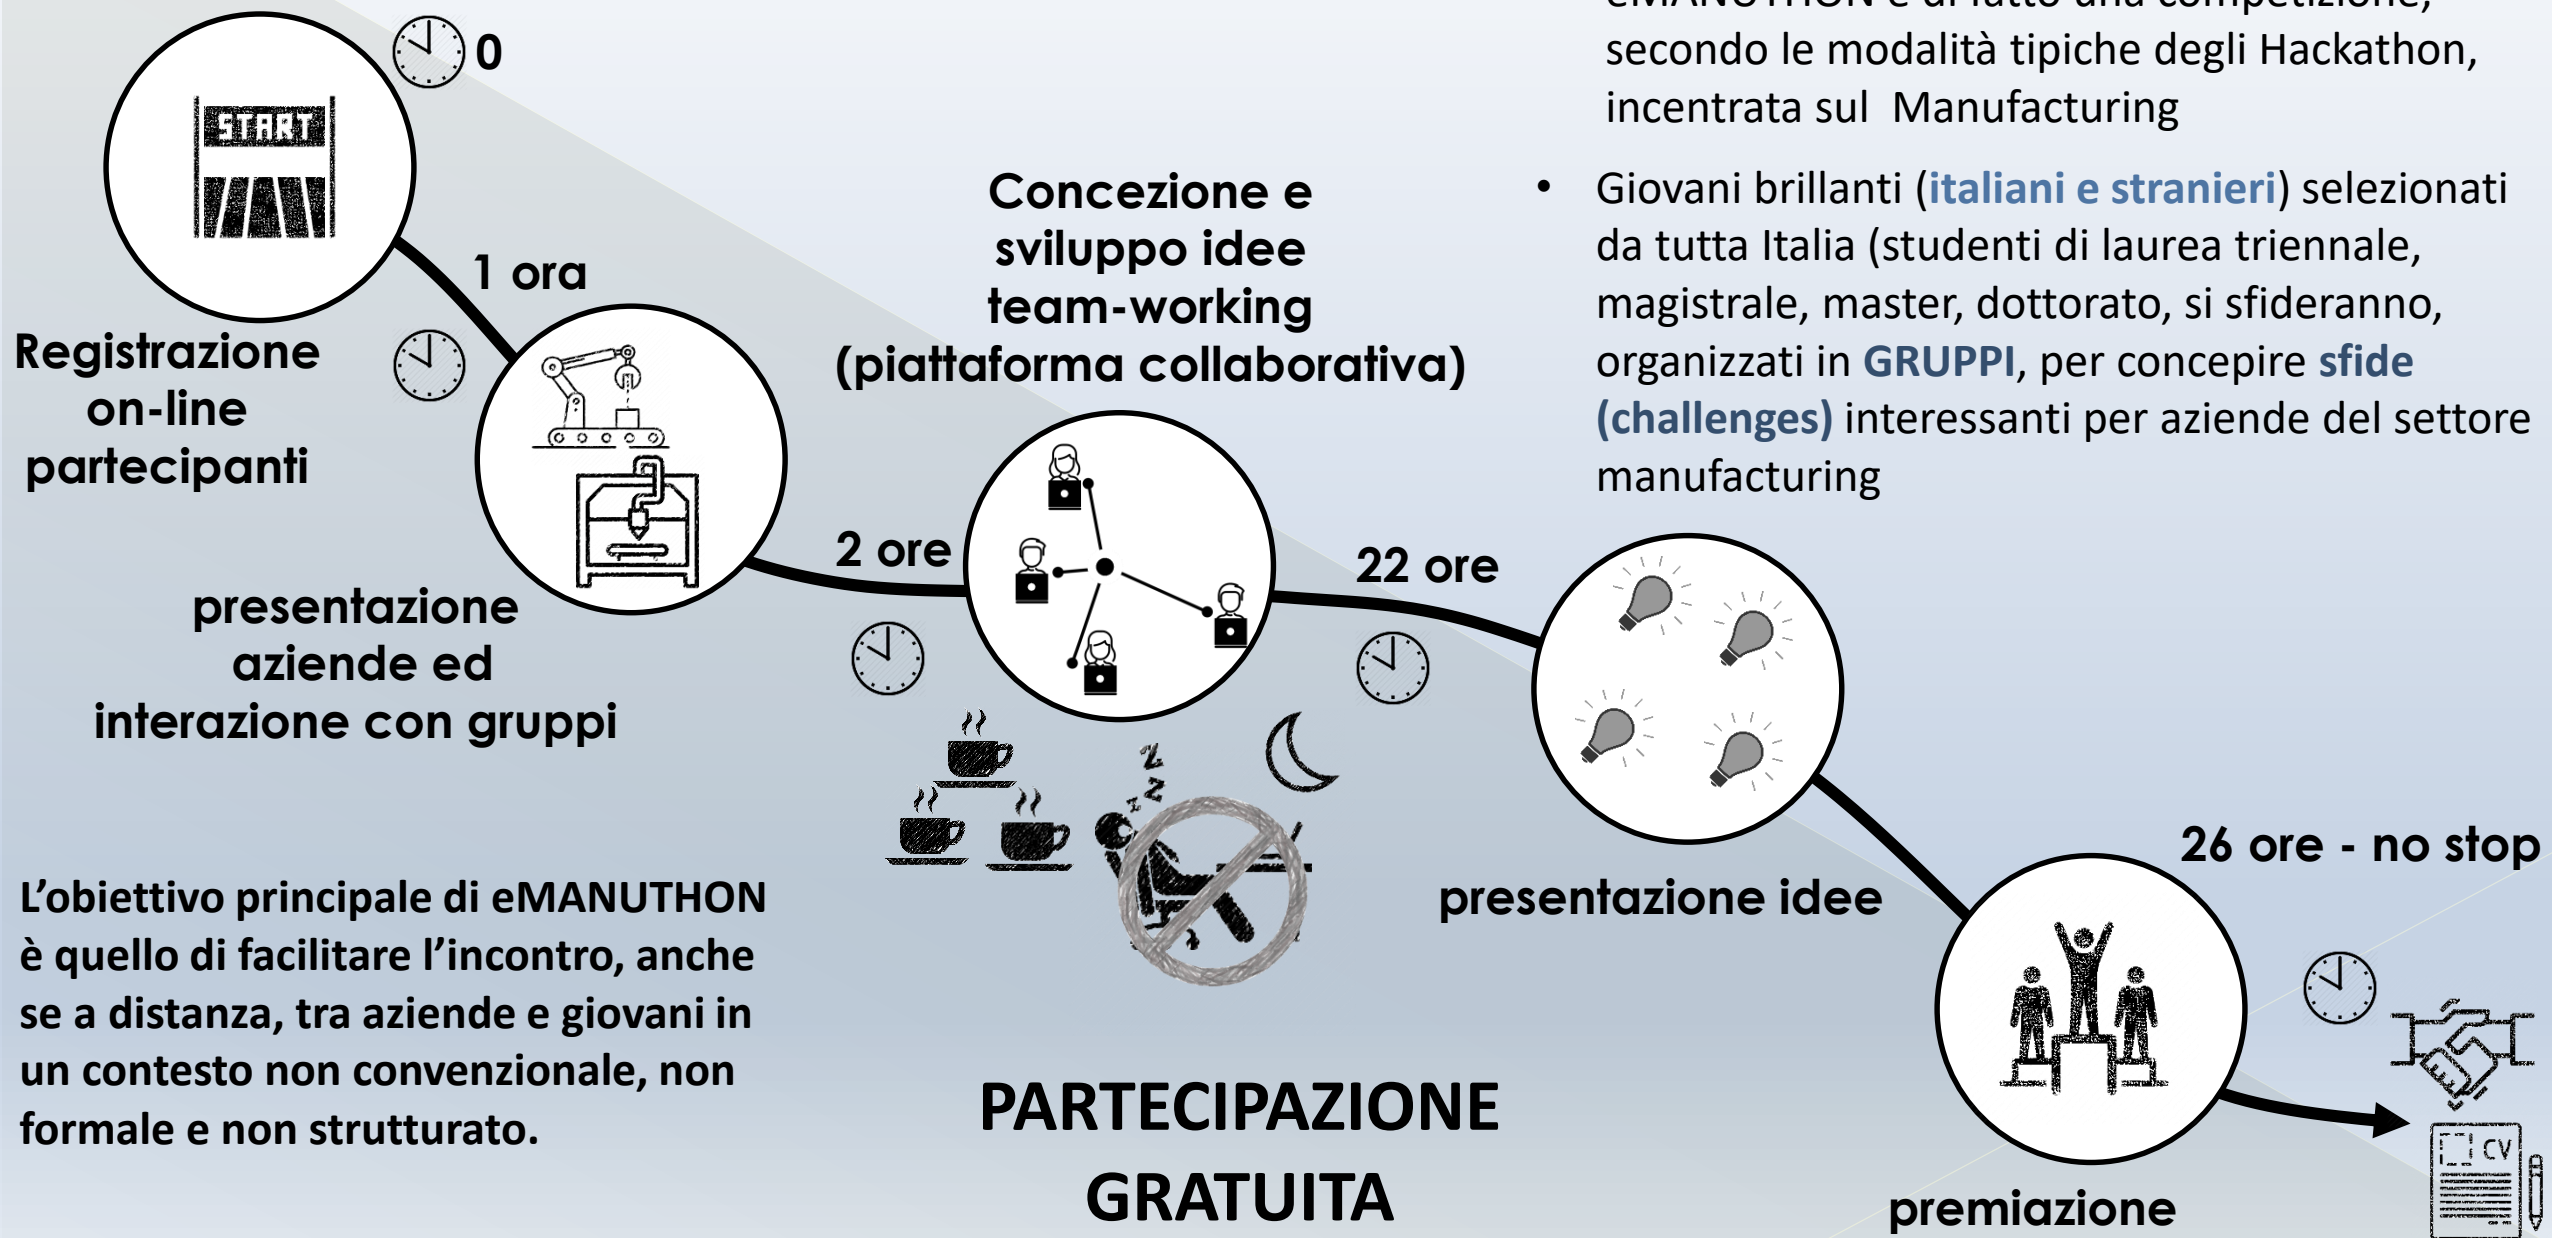 0
START
1 ora
Registrazione
on-line
partecipanti
presentazione
aziende ed
interazione con gruppi
2 ore
Concezione e
sviluppo idee
team-working
(piattaforma collaborativa)
22 ore
presentazione idee
26 ore - no stop
premiazione
CV
eMANUTHON è di fatto una competizione,
secondo le modalità tipiche degli Hackathon,
incentrata sul Manufacturing
• Giovani brillanti (italiani e stranieri) selezionati
da tutta Italia (studenti di laurea triennale,
magistrale, master, dottorato, si sfideranno,
organizzati in GRUPPI, per concepire sfide
(challenges) interessanti per aziende del settore
manufacturing
z
z
z
z
L’obiettivo principale di eMANUTHON
è quello di facilitare l’incontro, anche
se a distanza, tra aziende e giovani in
un contesto non convenzionale, non
formale e non strutturato.
PARTECIPAZIONE
GRATUITA